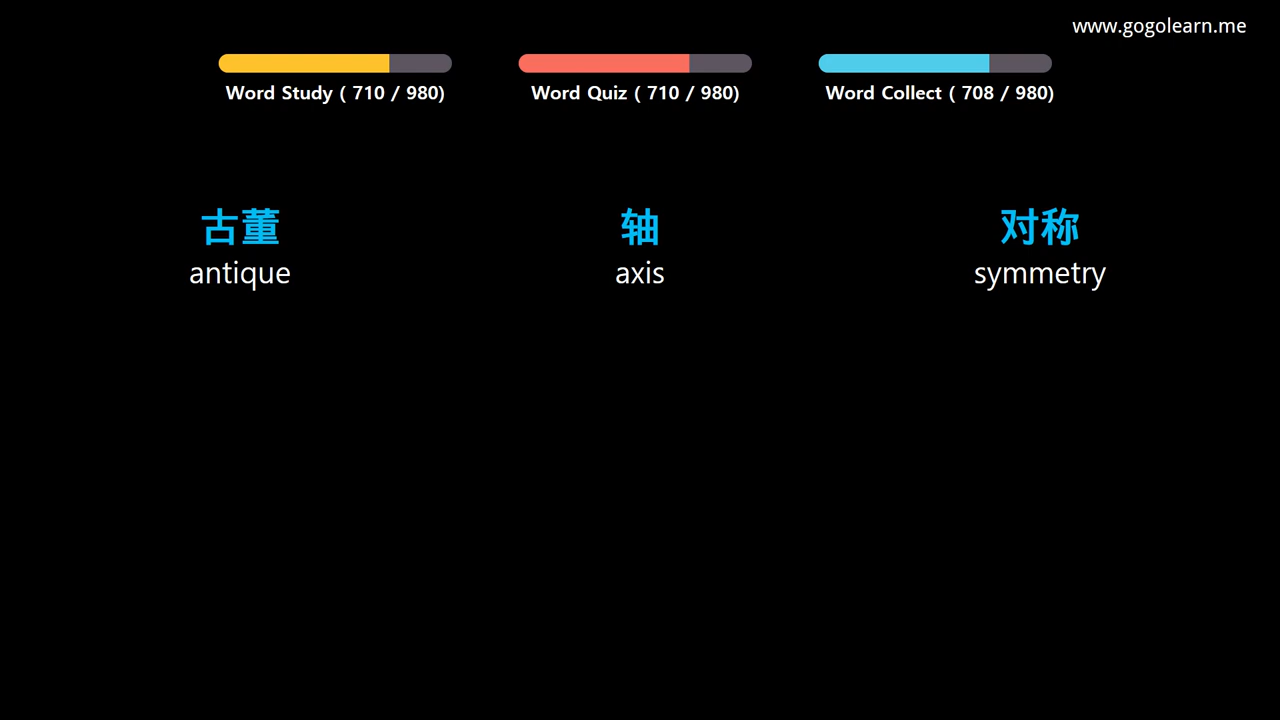 www.gogolearn.me
Word Study ( 710 / 980)
Word Quiz ( 710 / 980)
Word Collect ( 708 / 980)
古董
antique
轴
axis
对称
symmetry